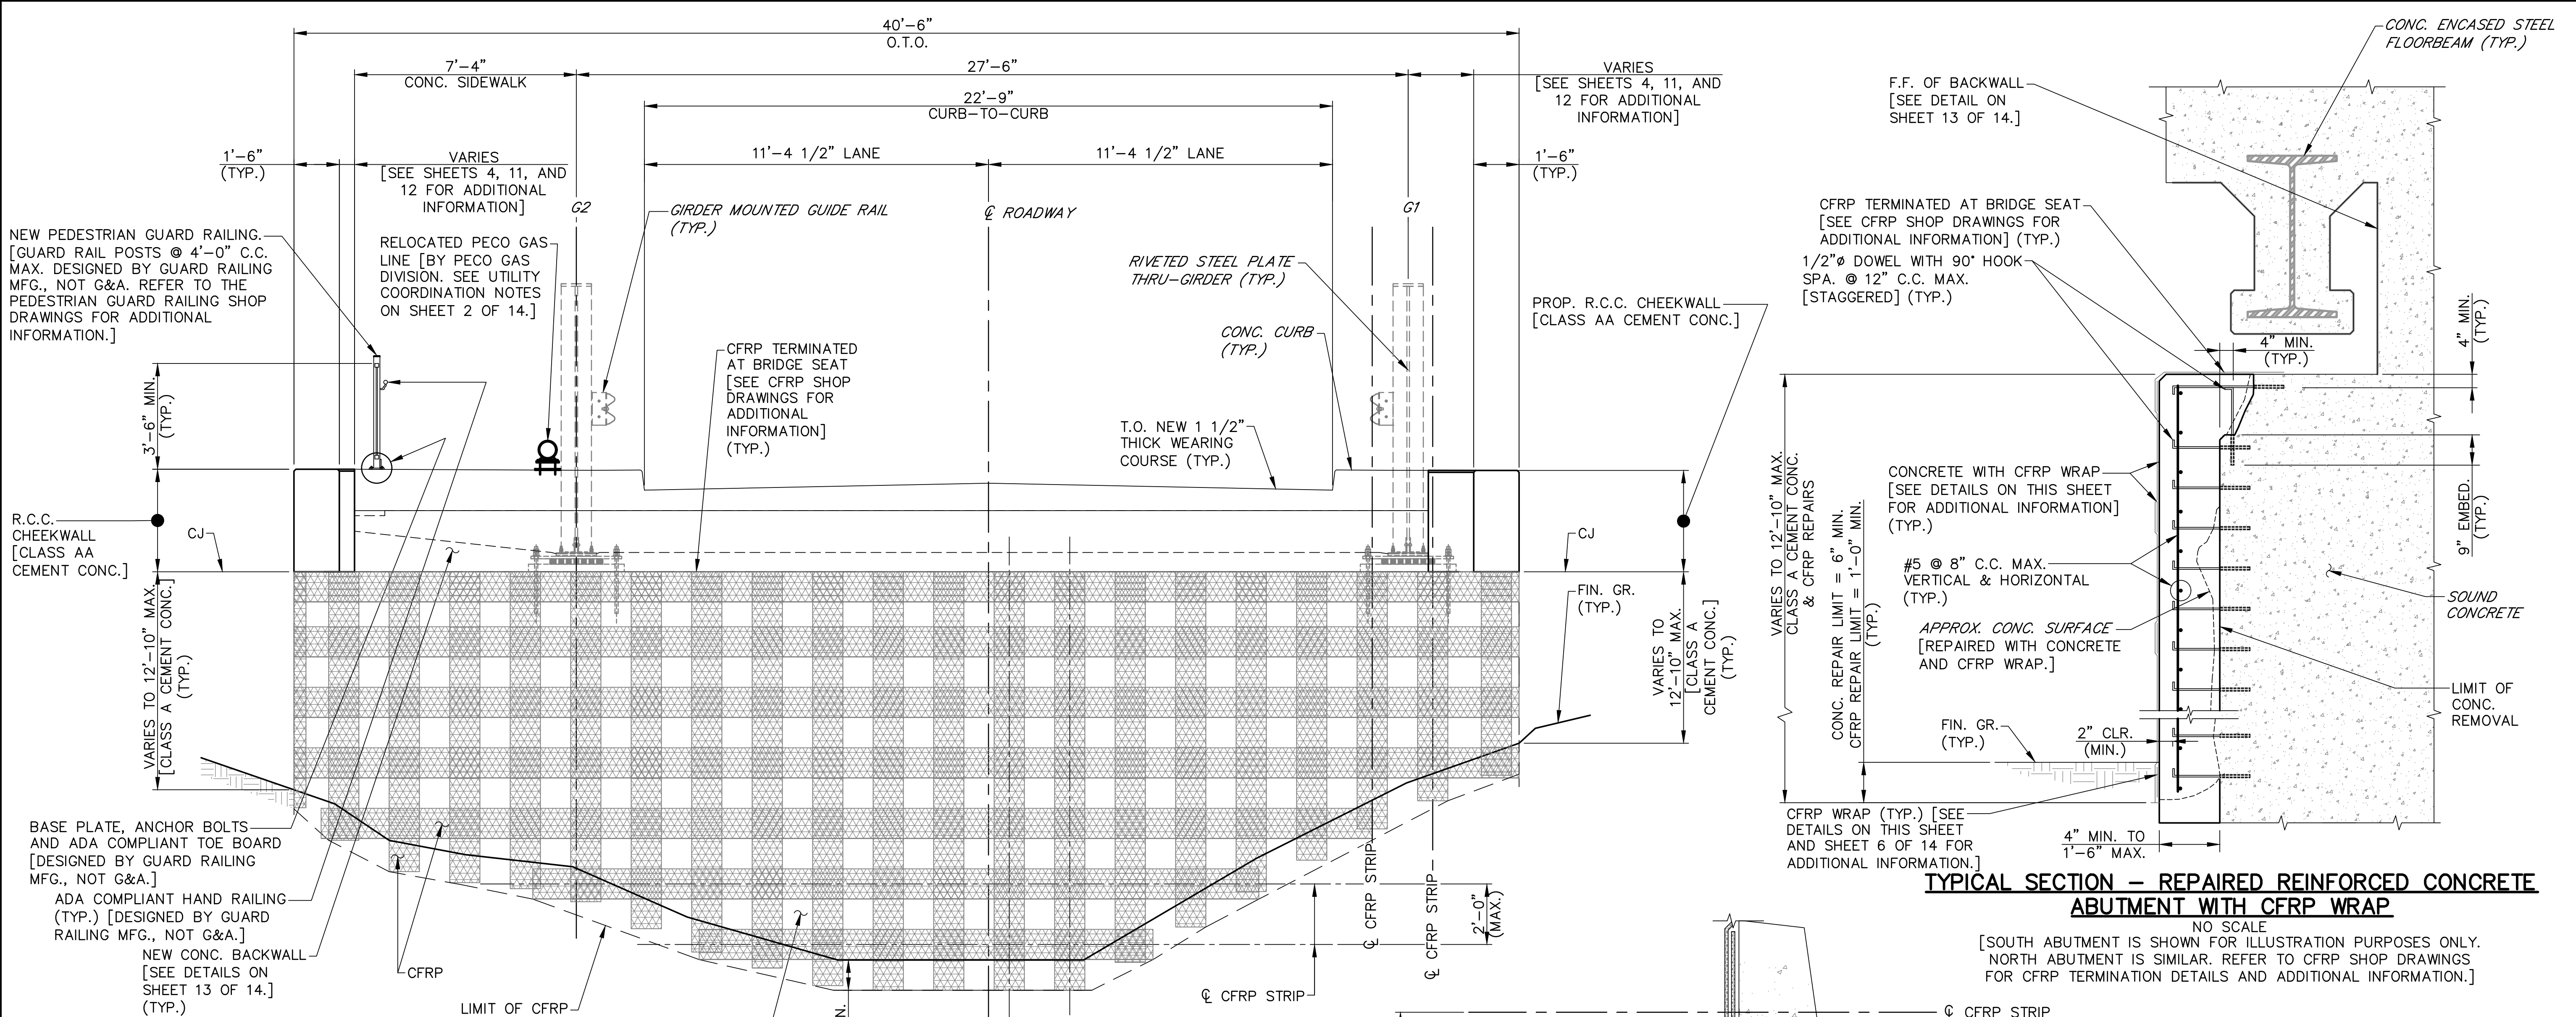 40'-6"
O.T.O.
7'-4"
CONC. SIDEWALK
27'-6"
VARIES
[SEE SHEETS 4, 11, AND
12 FOR ADDITIONAL
INFORMATION]
22'-9"
CURB-TO-CURB
1'-6"
(TYP.)
VARIES
[SEE SHEETS 4, 11, AND
12 FOR ADDITIONAL
INFORMATION]
11'-4 1/2" LANE
11'-4 1/2" LANE
1'-6"
(TYP.)
G2
GIRDER MOUNTED GUIDE RAIL
(TYP.)
℄ ROADWAY
G1
NEW PEDESTRIAN GUARD RAILING.
[GUARD RAIL POSTS @ 4'-0" C.C.
MAX. DESIGNED BY GUARD RAILING
MFG., NOT G&A. REFER TO THE
PEDESTRIAN GUARD RAILING SHOP
DRAWINGS FOR ADDITIONAL
INFORMATION.]
RELOCATED PECO GAS
LINE [BY PECO GAS
DIVISION. SEE UTILITY
COORDINATION NOTES
ON SHEET 2 OF 14.]
RIVETED STEEL PLATE
THRU-GIRDER (TYP.)
PROP. R.C.C. CHEEKWALL
[CLASS AA CEMENT CONC.]
CONC. CURB
(TYP.)
CFRP TERMINATED
AT BRIDGE SEAT
[SEE CFRP SHOP
DRAWINGS FOR
ADDITIONAL
INFORMATION]
(TYP.)
3'-6" MIN.
(TYP.)
T.O. NEW 1 1/2"
THICK WEARING
COURSE (TYP.)
R.C.C.
CHEEKWALL
[CLASS AA
CEMENT CONC.]
CJ
CJ
VARIES TO 12'-10" MAX.
[CLASS A CEMENT CONC.]
(TYP.)
FIN. GR.
(TYP.)
VARIES TO
12'-10" MAX.
[CLASS A
CEMENT CONC.]
(TYP.)
BASE PLATE, ANCHOR BOLTS
AND ADA COMPLIANT TOE BOARD
[DESIGNED BY GUARD RAILING
MFG., NOT G&A.]
ADA COMPLIANT HAND RAILING
(TYP.) [DESIGNED BY GUARD
RAILING MFG., NOT G&A.]
NEW CONC. BACKWALL
[SEE DETAILS ON
SHEET 13 OF 14.]
(TYP.)
CFRP
LIMIT OF CFRP
℄ CFRP STRIP
℄ CFRP STRIP
2'-0"
(MAX.)
℄ CFRP STRIP
CONC. ENCASED STEEL
FLOORBEAM (TYP.)
F.F. OF BACKWALL
[SEE DETAIL ON
SHEET 13 OF 14.]
CFRP TERMINATED AT BRIDGE SEAT
[SEE CFRP SHOP DRAWINGS FOR
ADDITIONAL INFORMATION] (TYP.)
1/2"ø DOWEL WITH 90° HOOK
SPA. @ 12" C.C. MAX.
[STAGGERED] (TYP.)
4" MIN.
(TYP.)
4" MIN.
(TYP.)
VARIES TO 12'-10" MAX.
CLASS A CEMENT CONC.
& CFRP REPAIRS
CONC. REPAIR LIMIT = 6" MIN.
CFRP REPAIR LIMIT = 1'-0" MIN.
(TYP.)
CONCRETE WITH CFRP WRAP
[SEE DETAILS ON THIS SHEET
FOR ADDITIONAL INFORMATION]
(TYP.)
9" EMBED.
(TYP.)
#5 @ 8" C.C. MAX.
VERTICAL & HORIZONTAL
(TYP.)
SOUND
CONCRETE
APPROX. CONC. SURFACE
[REPAIRED WITH CONCRETE
AND CFRP WRAP.]
LIMIT OF
CONC.
REMOVAL
FIN. GR.
(TYP.)
2" CLR.
(MIN.)
CFRP WRAP (TYP.) [SEE
DETAILS ON THIS SHEET
AND SHEET 6 OF 14 FOR
ADDITIONAL INFORMATION.]
4" MIN. TO
1'-6" MAX.
TYPICAL SECTION - REPAIRED REINFORCED CONCRETE
ABUTMENT WITH CFRP WRAP
NO SCALE
[SOUTH ABUTMENT IS SHOWN FOR ILLUSTRATION PURPOSES ONLY.
NORTH ABUTMENT IS SIMILAR. REFER TO CFRP SHOP DRAWINGS
FOR CFRP TERMINATION DETAILS AND ADDITIONAL INFORMATION.]
℄ CFRP STRIP